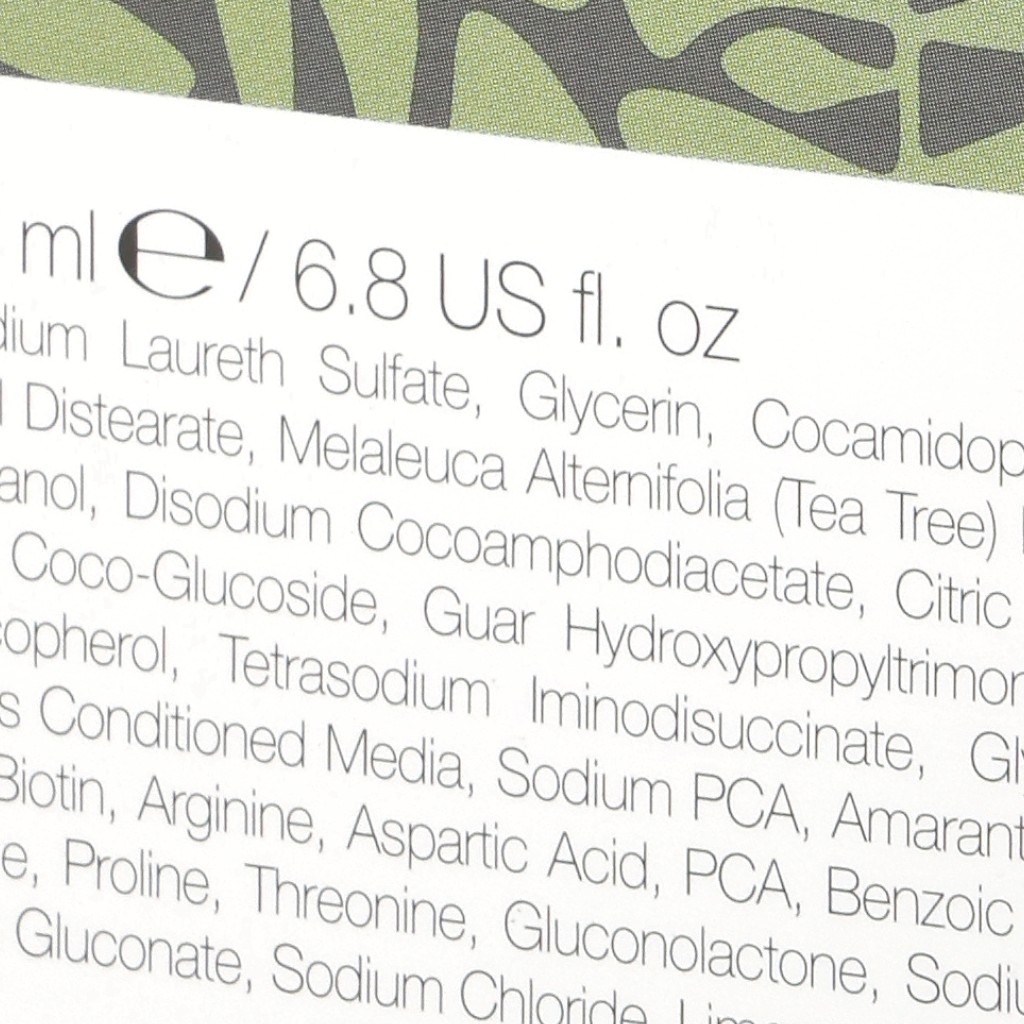 ml e / 6.8 US fl. oz
dium Laureth Sulfate, Glycerin, Cocamidop
l Distearate, Melaleuca Alternifolia (Tea Tree)
anol, Disodium Cocoamphodiacetate, Citric
Coco-Glucoside, Guar Hydroxypropyltrimon
copherol, Tetrasodium Iminodisuccinate, Gly
s Conditioned Media, Sodium PCA, Amarant
Biotin, Arginine, Aspartic Acid, PCA, Benzoic
e, Proline, Threonine, Gluconolactone, Sodiu
Gluconate, Sodium Chloride,